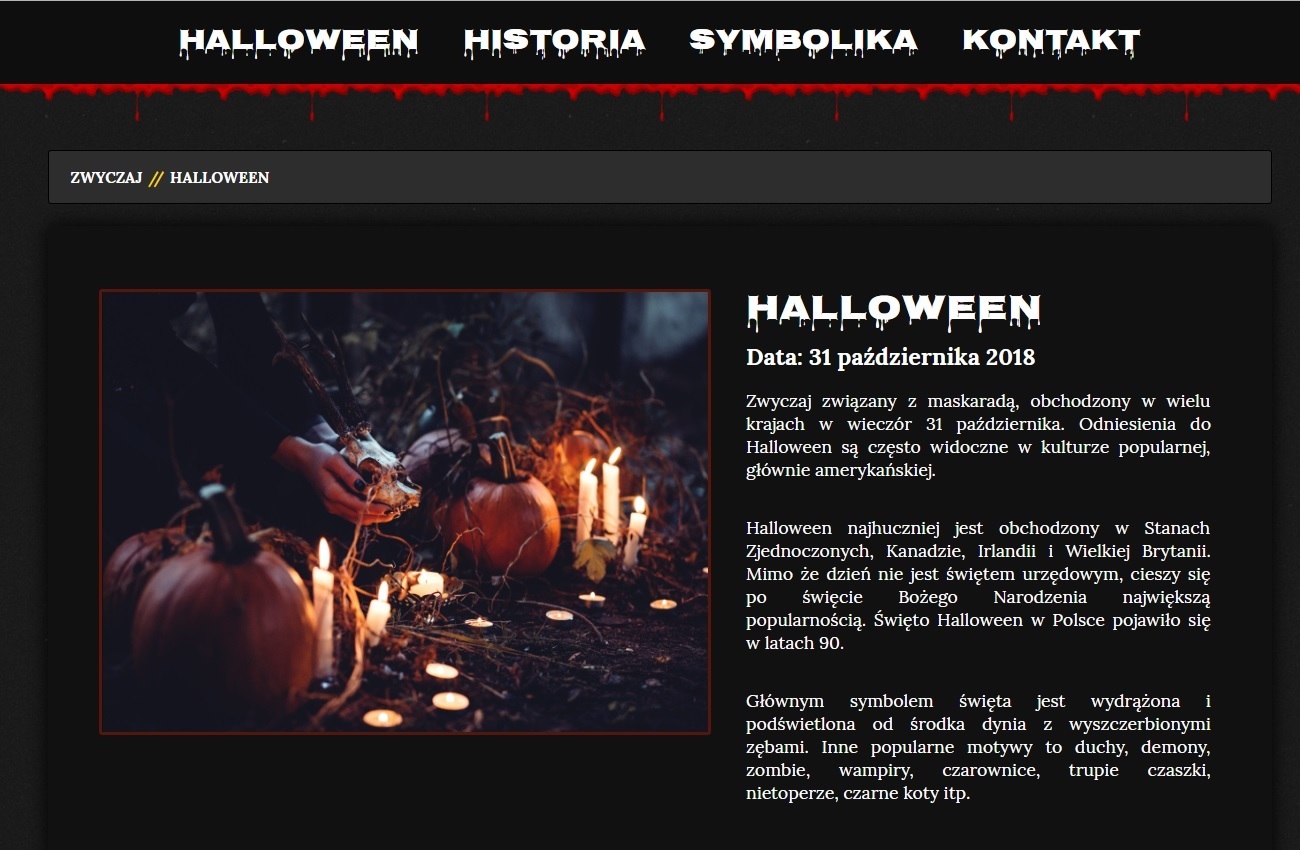 HALLOWEEN HISTORIA SYMBOLIKA KONTAKT
ZWYCZAJ // HALLOWEEN
HALLOWEEN
Data: 31 października 2018
Zwyczaj związany z maskaradą, obchodzony w wielu
krajach w wieczór 31 października. Odniesienia do
Halloween są często widoczne w kulturze popularnej,
głównie amerykańskiej.
Halloween najhuczniej jest obchodzony w Stanach
Zjednoczonych, Kanadzie, Irlandii i Wielkiej Brytanii.
Mimo że dzień nie jest świętem urzędowym, cieszy się
po święcie Bożego Narodzenia największą
popularnością. Święto Halloween w Polsce pojawiło się
w latach 90.
Głównym symbolem święta jest wydrążona i
podświetlona od środka dynia z wyszczerbionymi
zębami. Inne popularne motywy to duchy, demony,
zombie, wampiry, czarownice, trupie czaszki,
nietoperze, czarne koty itp.